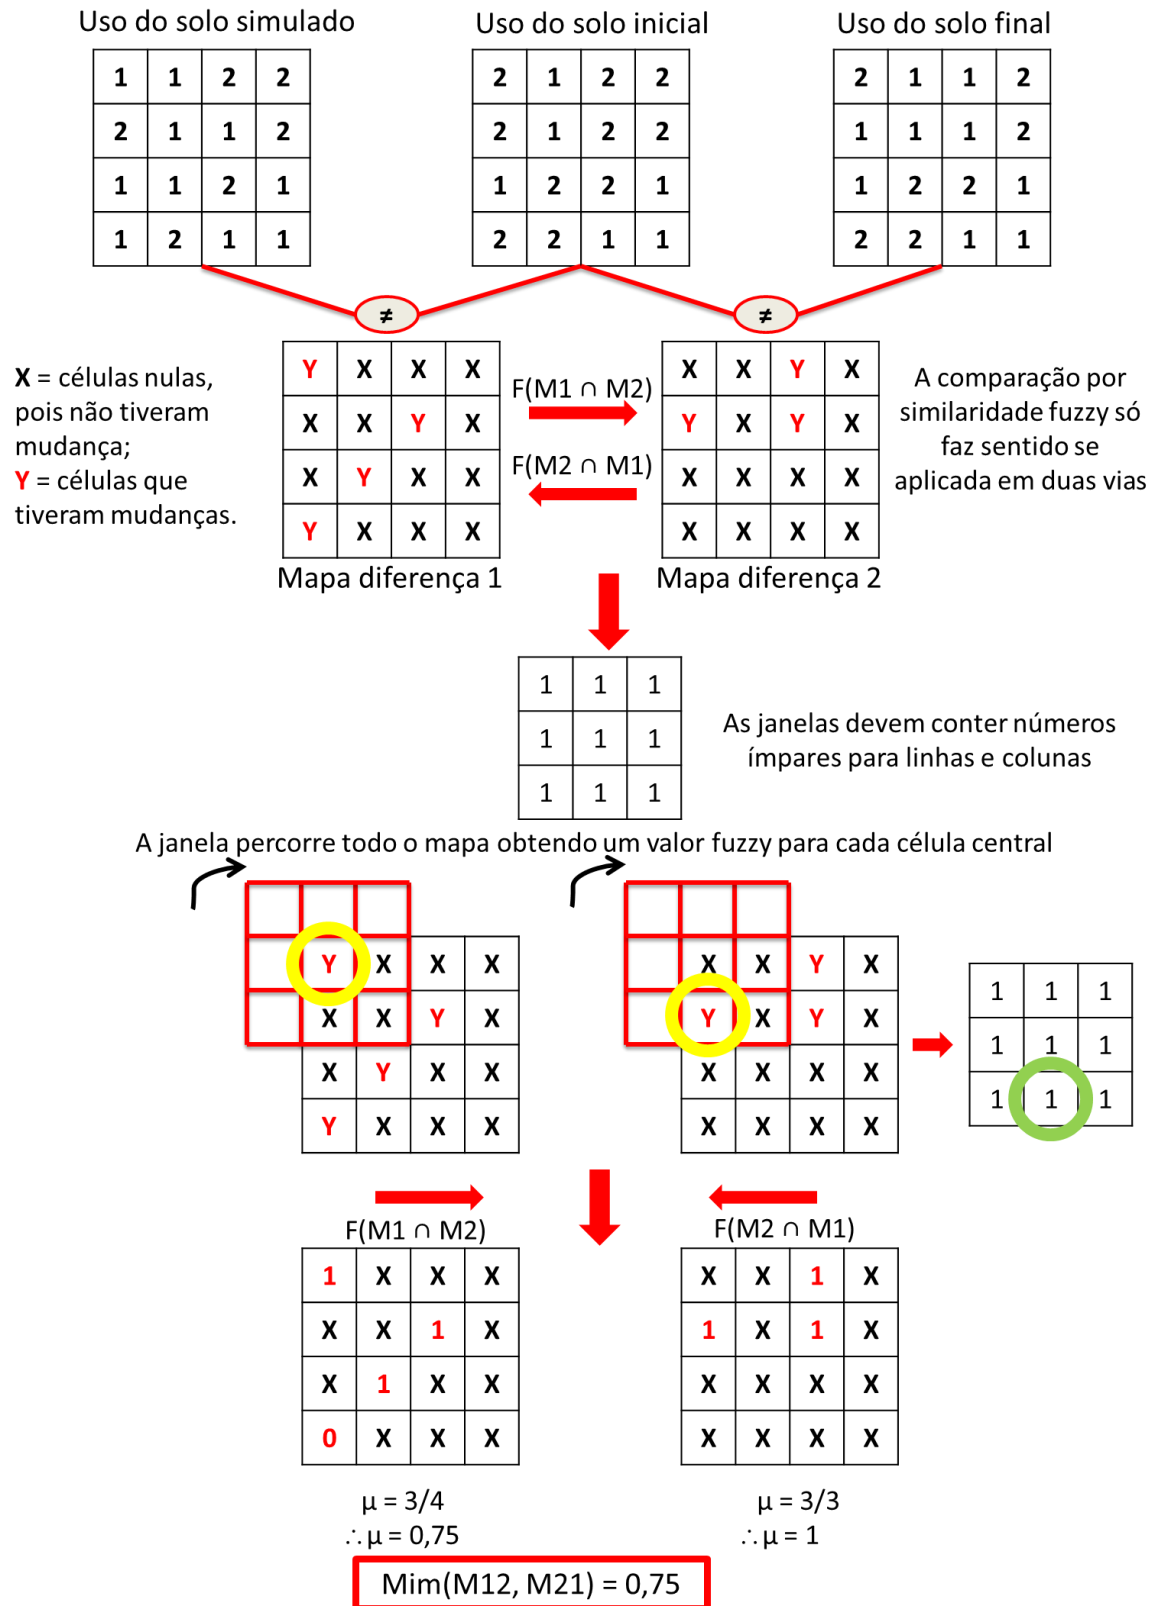 Uso do solo simulado
Uso do solo inicial
Uso do solo final
1 1 2 2
2 1 1 2
1 1 2 1
1 2 1 1
2 1 2 2
2 1 2 2
1 2 2 1
2 2 1 1
2 1 1 2
1 1 1 2
1 2 2 1
2 2 1 1
≠
≠
X = células nulas,
pois não tiveram
mudança;
Y = células que
tiveram mudanças.
Y X X X
X X Y X
X Y X X
Y X X X
Mapa diferença 1
F(M1 ∩ M2)
F(M2 ∩ M1)
X X Y X
Y X Y X
X X X X
X X X X
Mapa diferença 2
A comparação por
similaridade fuzzy só
faz sentido se
aplicada em duas vias
1 1 1
1 1 1
1 1 1
As janelas devem conter números
ímpares para linhas e colunas
A janela percorre todo o mapa obtendo um valor fuzzy para cada célula central
Y X X X
X X Y X
X Y X X
Y X X X
X X Y X
Y X Y X
X X X X
X X X X
1 1 1
1 1 1
1 1 1
F(M1 ∩ M2)
1 X X X
X X 1 X
X 1 X X
0 X X X
μ = 3/4
∴μ = 0,75
F(M2 ∩ M1)
X X 1 X
1 X 1 X
X X X X
X X X X
μ = 3/3
∴μ = 1
Mim(M12, M21) = 0,75